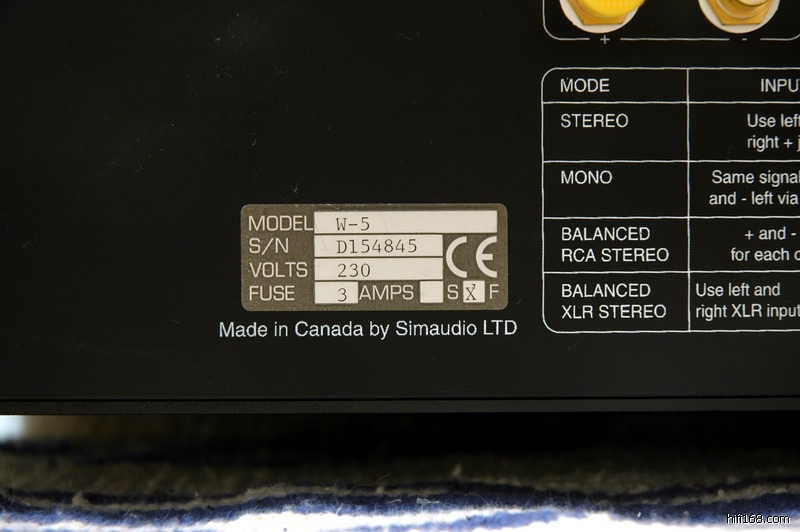 + -
MODE INPU
STEREO Use left
right + j
MONO Same signal
and - left via
BALANCED + and -
RCA STEREO for each c
BALANCED Use left and
XLR STEREO right XLR input
MODEL W-5
S/N D154845
VOLTS 230 CE
FUSE 3 AMPS S X F
Made in Canada by Simaudio LTD
hifi168.com